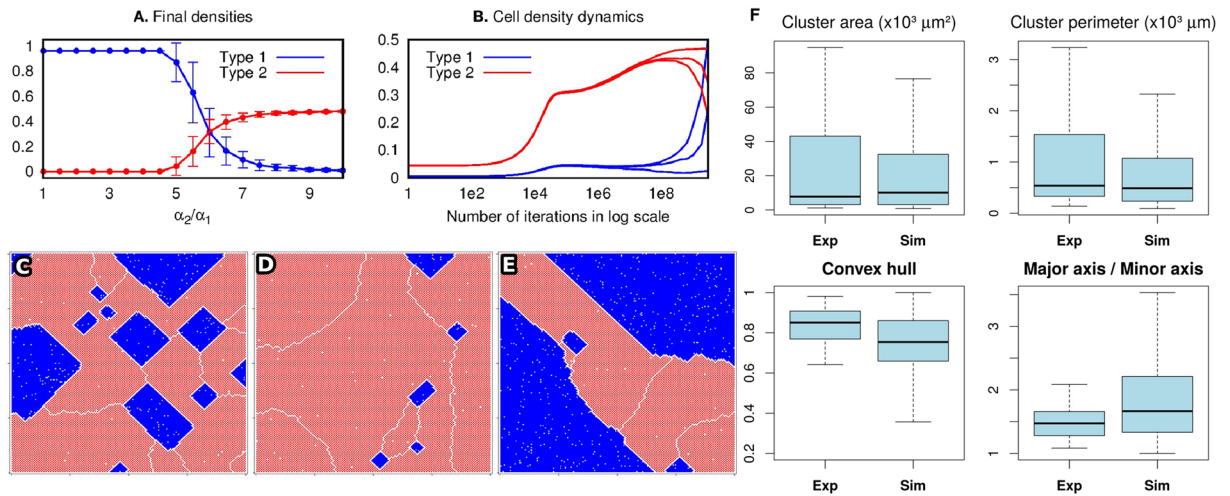 A. Final densities
1
0.8
0.6
0.4
0.2
0
Type 1
Type 2
1 3 5 7 9
α₂/α₁
B. Cell density dynamics
0.5
0.4
0.3
0.2
0.1
0
Type 1
Type 2
1 1e2 1e4 1e6 1e8
Number of iterations in log scale
C
D
E
F
Cluster area (x10³ μm²)
80
60
40
20
0
Exp Sim
Cluster perimeter (x10³ μm)
3
2
1
0
Exp Sim
Convex hull
1
0.8
0.6
0.4
0.2
Exp Sim
Major axis / Minor axis
3
2
1
Exp Sim